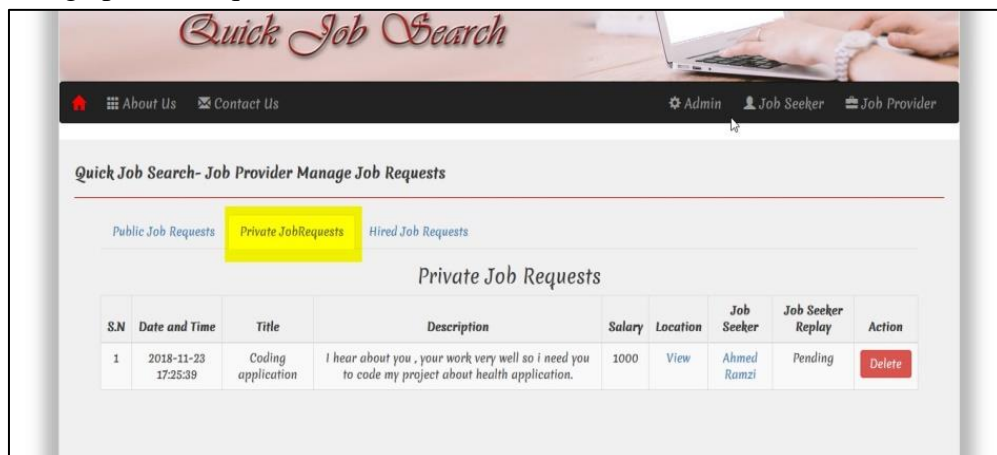 Quick Job Search
About Us Contact Us Admin Job Seeker Job Provider
Quick Job Search- Job Provider Manage Job Requests
Public Job Requests Private JobRequests Hired Job Requests
Private Job Requests
S.N Date and Time Title Description Salary Location Job Seeker Job Seeker Replay Action
1 2018-11-23 17:25:39 Coding application I hear about you , your work very well so i need you to code my project about health application. 1000 View Ahmed Ramzi Pending Delete